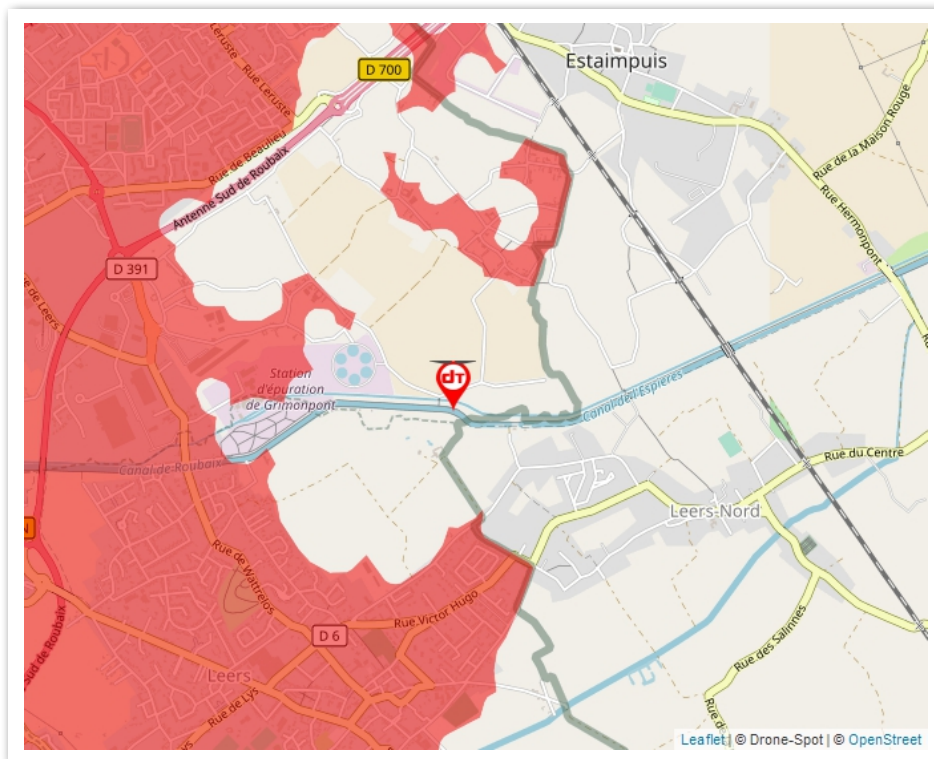 Estaimpuis
D 700
Rue Leruste
Rue Leruste
Rue de Beaulieu
Antenne Sud de Roubaix
Rue de la Maison Rouge
Rue Hermonpont
D 391
Rue de Leers
Station
d'épuration
de Grimonpont
dT
Canal de l'Espierres
Canal de Roubaix
Rue du Centre
Leers-Nord
Rue de Wattrelos
Rue Victor Hugo
D 6
Rue des Salinnes
Sud de Roubaix
Leers
Rue de Lys
Leaflet | © Drone-Spot | © OpenStreet